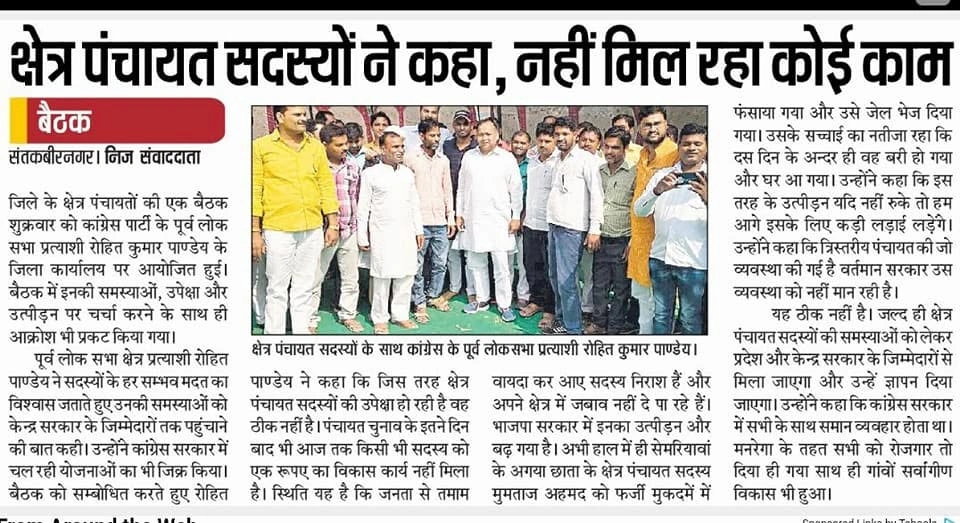 क्षेत्र पंचायत सदस्यों ने कहा, नहीं मिल रहा कोई काम
बैठक
संतकबीरनगर। निज संवाददाता
जिले के क्षेत्र पंचायतों की एक बैठक
शुक्रवार को कांग्रेस पार्टी के पूर्व लोक
सभा प्रत्याशी रोहित कुमार पाण्डेय के
जिला कार्यालय पर आयोजित हुई।
बैठक में इनकी समस्याओं, उपेक्षा और
उत्पीड़न पर चर्चा करने के साथ ही
आक्रोश भी प्रकट किया गया।
पूर्व लोक सभा क्षेत्र प्रत्याशी रोहित
पाण्डेय ने सदस्यों के हर सम्भव मदत का
विश्वास जताते हुए उनकी समस्याओं को
केन्द्र सरकार के जिम्मेदारों तक पहुंचाने
की बात कही। उन्होंने कांग्रेस सरकार में
चल रही योजनाओं का भी जिक्र किया।
बैठक को सम्बोधित करते हुए रोहित
क्षेत्र पंचायत सदस्यों के साथ कांग्रेस के पूर्व लोकसभा प्रत्याशी रोहित कुमार पाण्डेय।
पाण्डेय ने कहा कि जिस तरह क्षेत्र
पंचायत सदस्यों की उपेक्षा हो रही है वह
ठीक नहीं है। पंचायत चुनाव के इतने दिन
बाद भी आज तक किसी भी सदस्य को
एक रूपए का विकास कार्य नहीं मिला
है। स्थिति यह है कि जनता से तमाम
वायदा कर आए सदस्य निराश हैं और
अपने क्षेत्र में जबाव नहीं दे पा रहे हैं।
भाजपा सरकार में इनका उत्पीड़न और
बढ़ गया है। अभी हाल में ही सेमरियावां
के अगया छाता के क्षेत्र पंचायत सदस्य
मुमताज अहमद को फर्जी मुकदमें में
फंसाया गया और उसे जेल भेज दिया
गया। उसके सच्चाई का नतीजा रहा कि
दस दिन के अन्दर ही वह बरी हो गया
और घर आ गया। उन्होंने कहा कि इस
तरह के उत्पीड़न यदि नहीं रुके तो हम
आगे इसके लिए कड़ी लड़ाई लड़ेंगे।
उन्होंने कहा कि त्रिस्तरीय पंचायत की जो
व्यवस्था की गई है वर्तमान सरकार उस
व्यवस्था को नहीं मान रही है।
यह ठीक नहीं है। जल्द ही क्षेत्र
पंचायत सदस्यों की समस्याओं को लेकर
प्रदेश और केन्द्र सरकार के जिम्मेदारों से
मिला जाएगा और उन्हें ज्ञापन दिया
जाएगा। उन्होंने कहा कि कांग्रेस सरकार
में सभी के साथ समान व्यवहार होता था।
मनरेगा के तहत सभी को रोजगार तो
दिया ही गया साथ ही गांवों सर्वागीण
विकास भी हुआ।
From Around the Web
Sponsored Links by Taboola